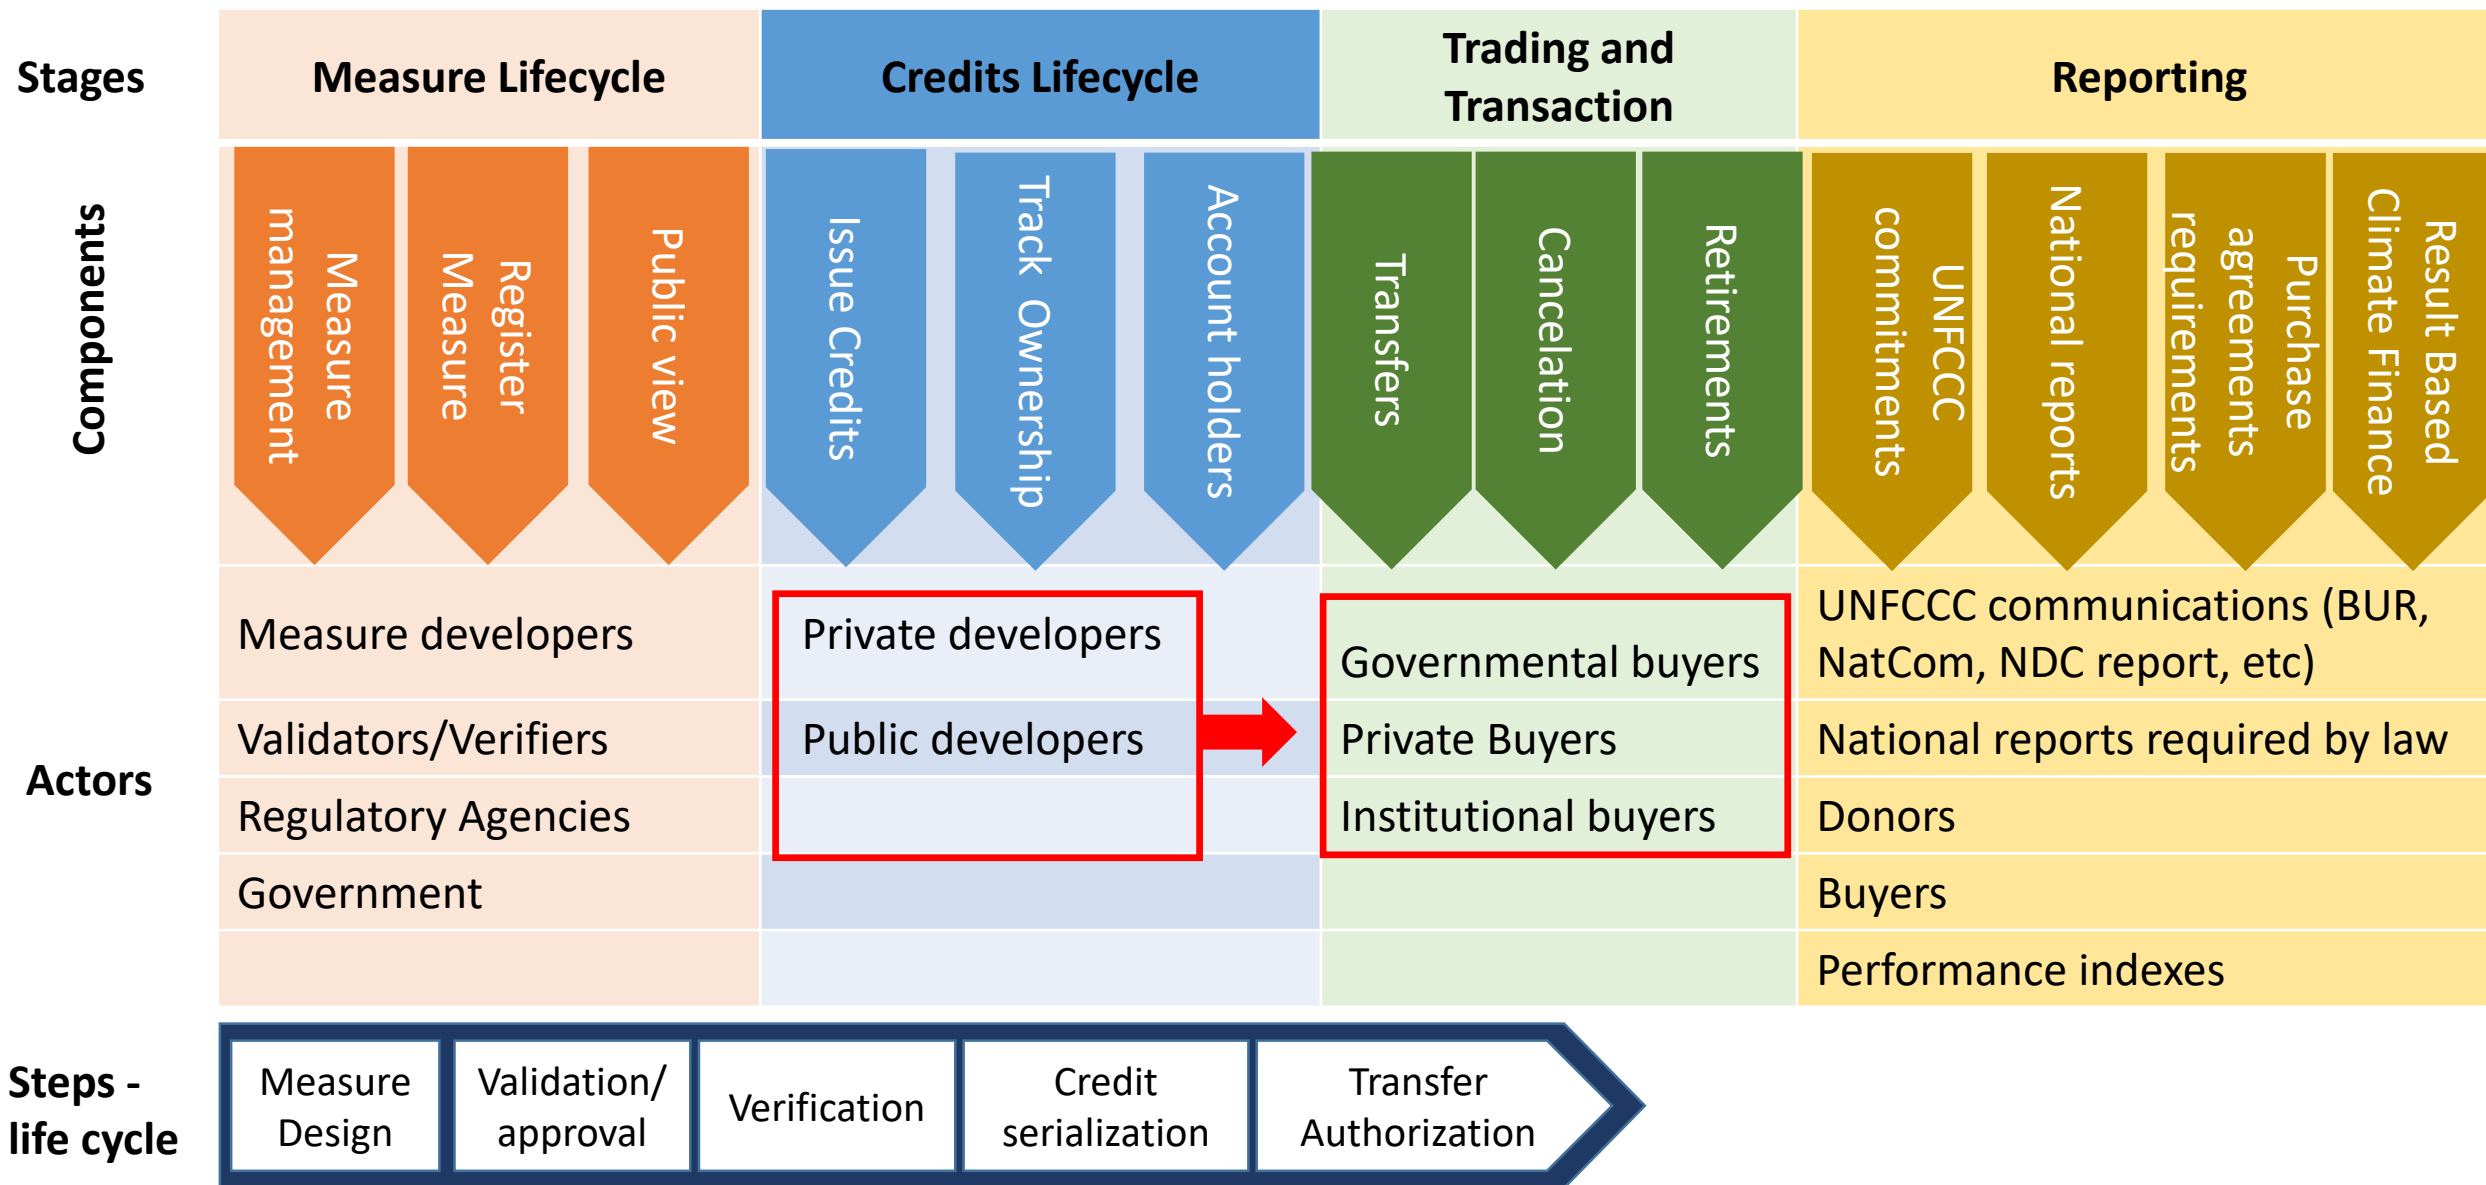 Stages
Measure Lifecycle
Credits Lifecycle
Trading and
Transaction
Reporting
Components
Measure
management
Register
Measure
Public view
Issue Credits
Track Ownership
Account holders
Transfers
Cancelation
Retirements
UNFCCC
commitments
National reports
Purchase
agreements
requirements
Result Based
Climate Finance
Actors
Measure developers
Private developers
Governmental buyers
UNFCCC communications (BUR,
NatCom, NDC report, etc)
Validators/Verifiers
Public developers
Private Buyers
National reports required by law
Regulatory Agencies
Institutional buyers
Donors
Government
Buyers
Performance indexes
Steps -
life cycle
Measure
Design
Validation/
approval
Verification
Credit
serialization
Transfer
Authorization